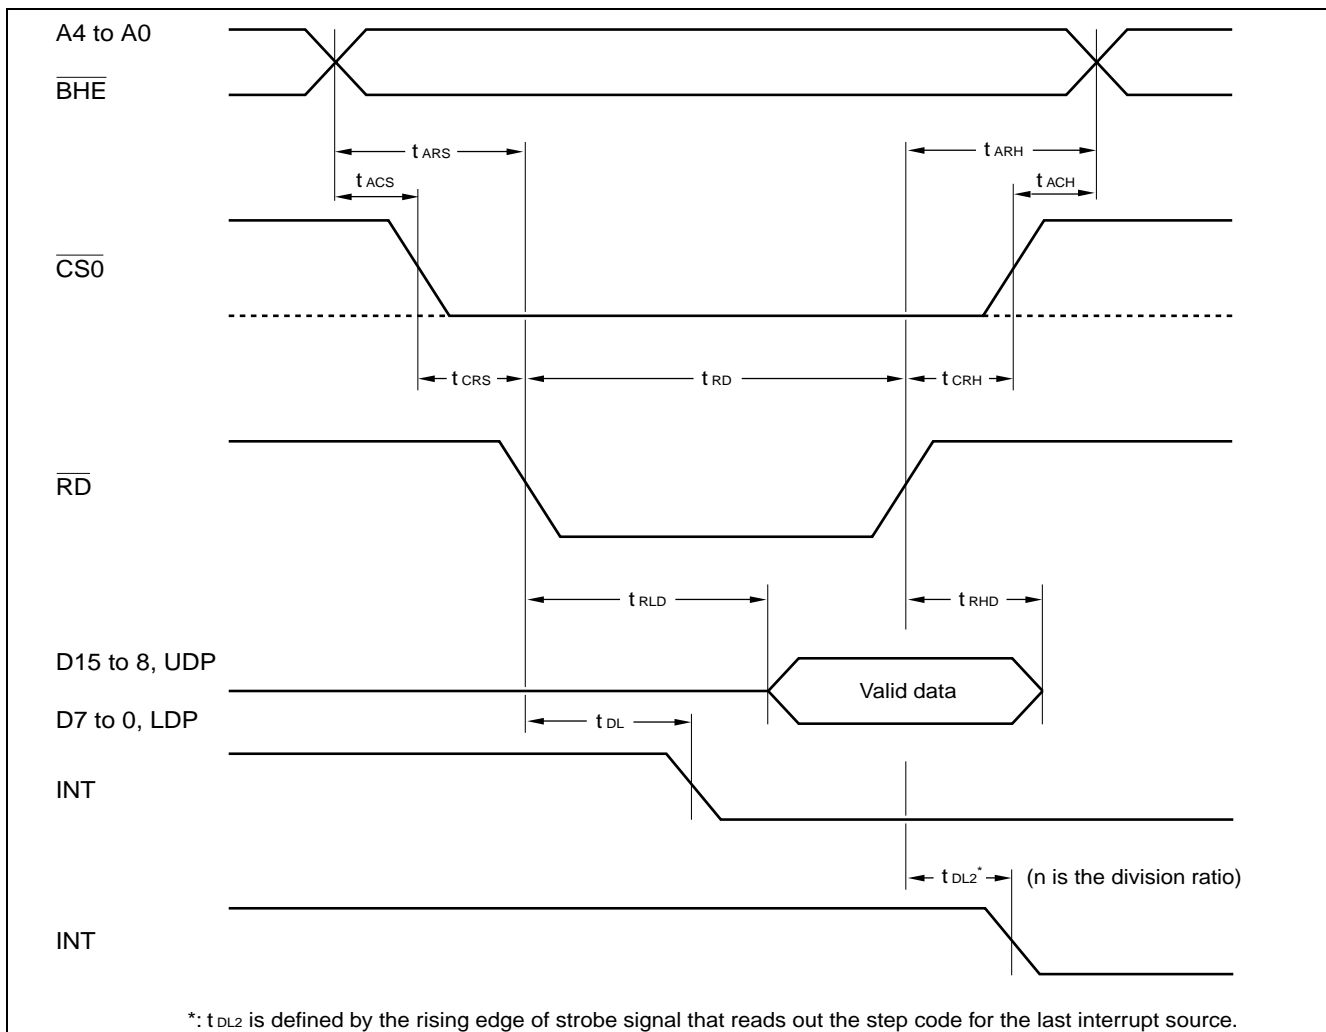 A4 to A0
BHE
t ARS
t ARH
t ACS
t ACH
CS0
t CRS
t RD
t CRH
RD
t RLD
t RHD
D15 to 8, UDP
Valid data
D7 to 0, LDP
t DL
INT
t DL2* (n is the division ratio)
INT
*: t DL2 is defined by the rising edge of strobe signal that reads out the step code for the last interrupt source.